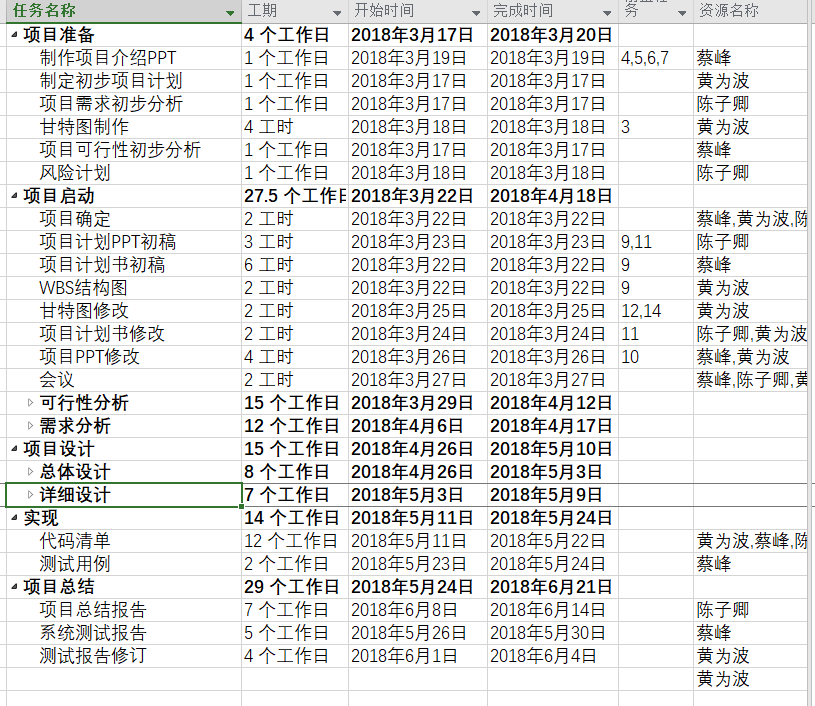 任务名称 工期 开始时间 完成时间 务 资源名称
项目准备 4 个工作日 2018年3月17日 2018年3月20日
制作项目介绍PPT 1 个工作日 2018年3月19日 2018年3月19日 4,5,6,7 蔡峰
制定初步项目计划 1 个工作日 2018年3月17日 2018年3月17日 黄为波
项目需求初步分析 1 个工作日 2018年3月17日 2018年3月17日 陈子卿
甘特图制作 4 工时 2018年3月18日 2018年3月18日 3 黄为波
项目可行性初步分析 1 个工作日 2018年3月17日 2018年3月17日 蔡峰
风险计划 1 个工作日 2018年3月18日 2018年3月18日 陈子卿
项目启动 27.5 个工作日 2018年3月22日 2018年4月18日
项目确定 2 工时 2018年3月22日 2018年3月22日 蔡峰,黄为波,陈
项目计划PPT初稿 3 工时 2018年3月23日 2018年3月23日 9,11 陈子卿
项目计划书初稿 6 工时 2018年3月22日 2018年3月22日 9 蔡峰
WBS结构图 2 工时 2018年3月22日 2018年3月22日 9 黄为波
甘特图修改 2 工时 2018年3月25日 2018年3月25日 12,14 黄为波
项目计划书修改 2 工时 2018年3月24日 2018年3月24日 11 陈子卿,黄为波
项目PPT修改 4 工时 2018年3月26日 2018年3月26日 10 蔡峰,黄为波
会议 2 工时 2018年3月27日 2018年3月27日 蔡峰,陈子卿,黄
可行性分析 15 个工作日 2018年3月29日 2018年4月12日
需求分析 12 个工作日 2018年4月6日 2018年4月17日
项目设计 15 个工作日 2018年4月26日 2018年5月10日
总体设计 8 个工作日 2018年4月26日 2018年5月3日
详细设计 7 个工作日 2018年5月3日 2018年5月9日
实现 14 个工作日 2018年5月11日 2018年5月24日
代码清单 12 个工作日 2018年5月11日 2018年5月22日 黄为波,蔡峰,陈
测试用例 2 个工作日 2018年5月23日 2018年5月24日 蔡峰
项目总结 29 个工作日 2018年5月24日 2018年6月21日
项目总结报告 7 个工作日 2018年6月8日 2018年6月14日 陈子卿
系统测试报告 5 个工作日 2018年5月26日 2018年5月30日 蔡峰
测试报告修订 4 个工作日 2018年6月1日 2018年6月4日 黄为波
黄为波